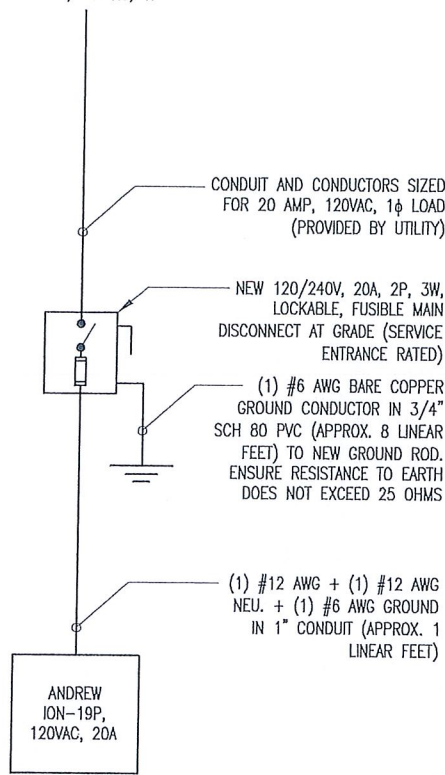 CONDUIT AND CONDUCTORS SIZED
FOR 20 AMP, 120VAC, 1ϕ LOAD
(PROVIDED BY UTILITY)
NEW 120/240V, 20A, 2P, 3W,
LOCKABLE, FUSIBLE MAIN
DISCONNECT AT GRADE (SERVICE
ENTRANCE RATED)
(1) #6 AWG BARE COPPER
GROUND CONDUCTOR IN 3/4"
SCH 80 PVC (APPROX. 8 LINEAR
FEET) TO NEW GROUND ROD.
ENSURE RESISTANCE TO EARTH
DOES NOT EXCEED 25 OHMS
(1) #12 AWG + (1) #12 AWG
NEU. + (1) #6 AWG GROUND
IN 1" CONDUIT (APPROX. 1
LINEAR FEET)
ANDREW
ION-19P,
120VAC, 20A